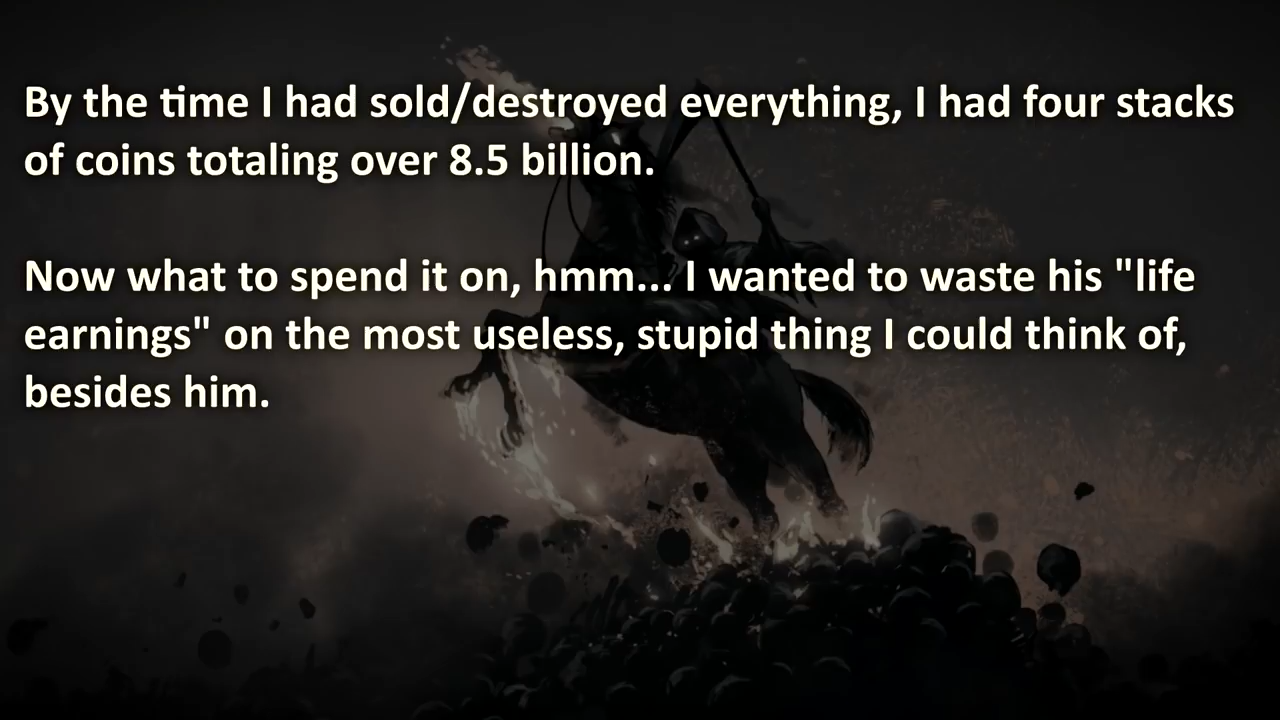 By the time I had sold/destroyed everything, I had four stacks
of coins totaling over 8.5 billion.
Now what to spend it on, hmm... I wanted to waste his "life
earnings" on the most useless, stupid thing I could think of,
besides him.